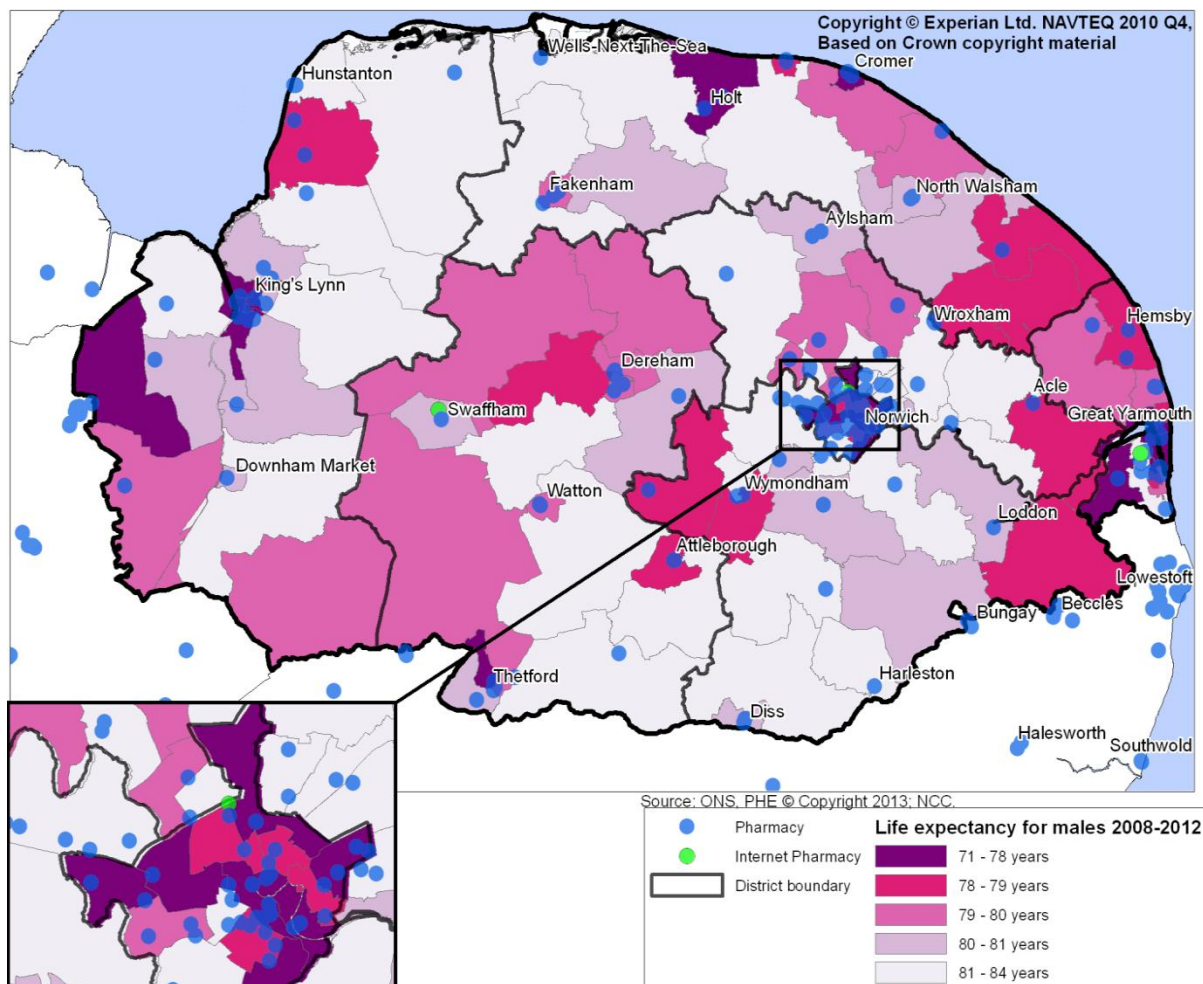 Copyright © Experian Ltd. NAVTEQ 2010 Q4,
Based on Crown copyright material
Wells-Next-The-Sea
Cromer
Hunstanton
Holt
Fakenham
North Walsham
Aylsham
King's Lynn
Wroxham
Hemsby
Dereham
Acle
Swaffham
Norwich
Great Yarmouth
Downham Market
Watton
Wymondham
Loddon
Attleborough
Lowestoft
Beccles
Bungay
Thetford
Harleston
Diss
Halesworth
Southwold
Source: ONS, PHE © Copyright 2013; NCC.
Pharmacy
Internet Pharmacy
District boundary
Life expectancy for males 2008-2012
71 - 78 years
78 - 79 years
79 - 80 years
80 - 81 years
81 - 84 years